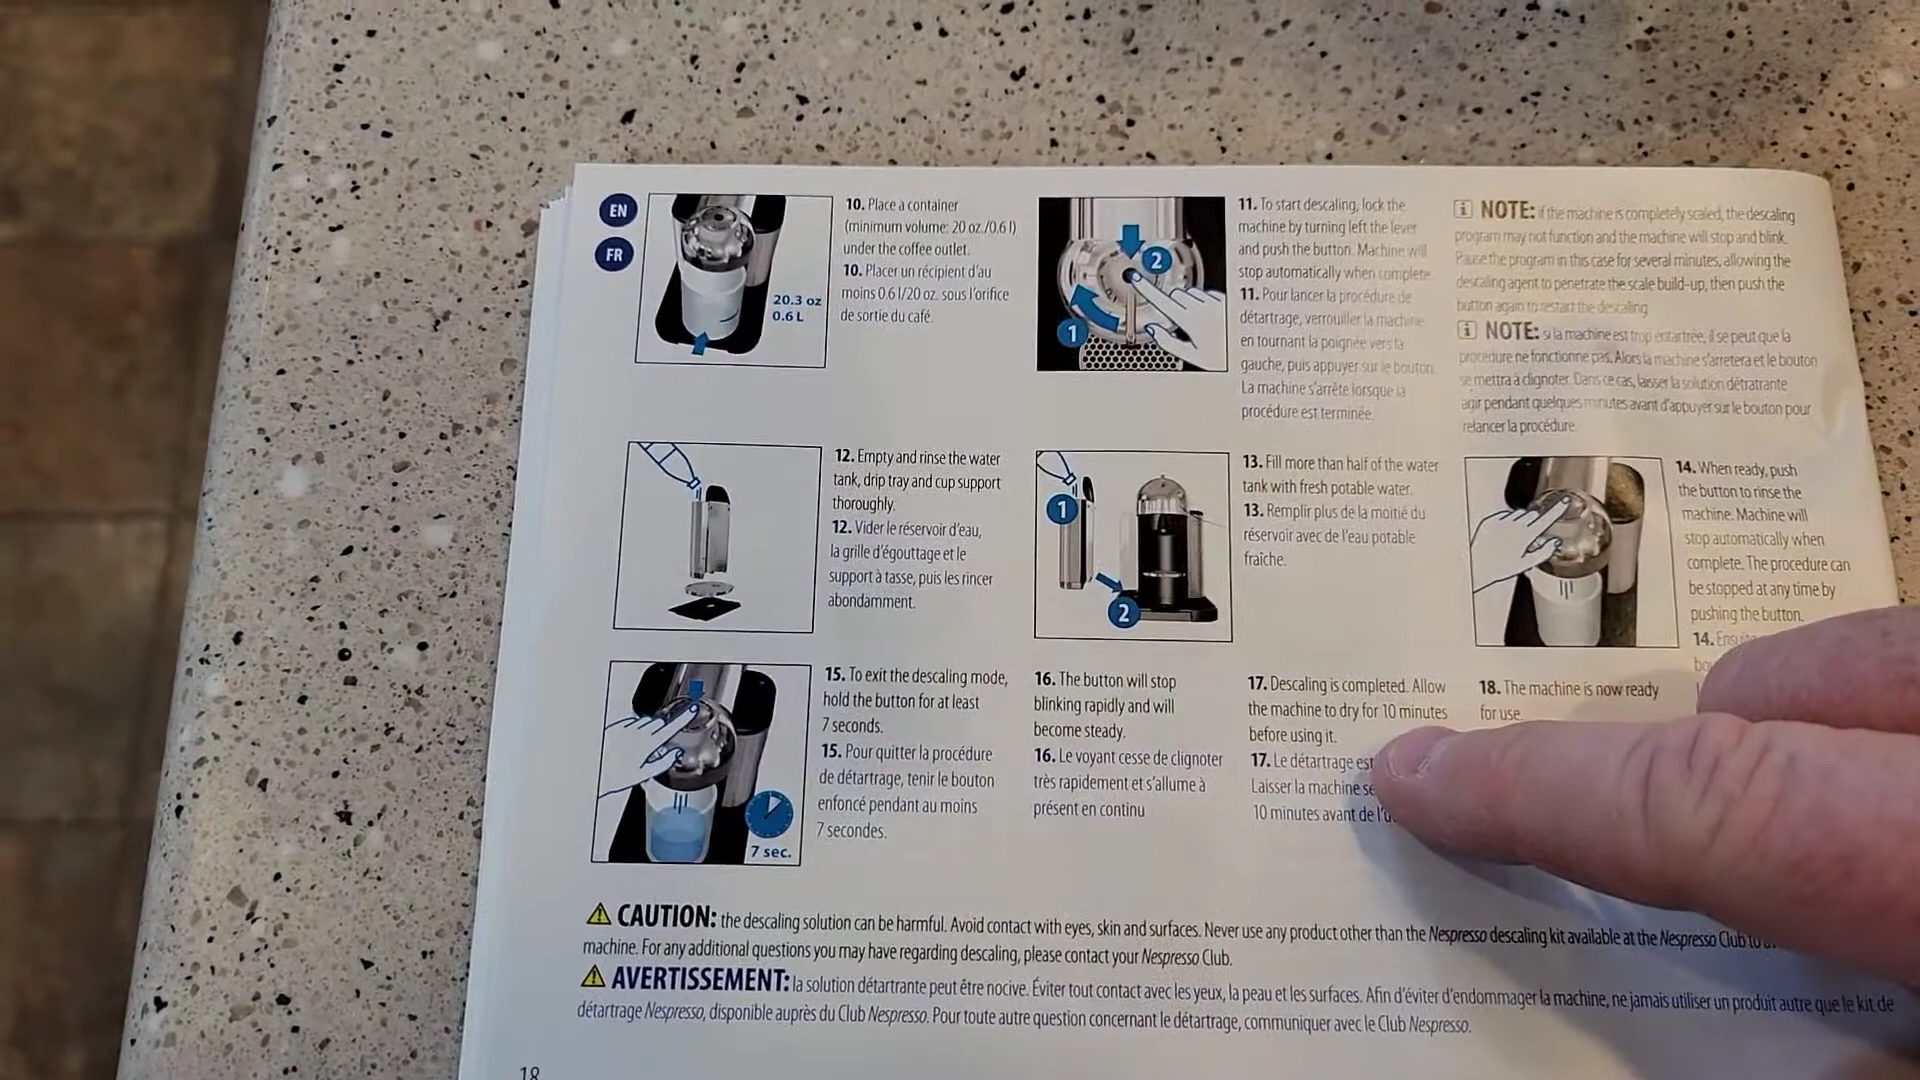 EN
FR
20.3 oz
0.6 L
10. Place a container
(minimum volume: 20 oz./0.6 l)
under the coffee outlet.
10. Placer un récipient d'au
moins 0.6 l/20 oz. sous l'orifice
de sortie du café.
1
2
11. To start descaling, lock the
machine by turning left the lever
and push the button. Machine will
stop automatically when complete.
11. Pour lancer la procédure de
détartrage, verrouiller la machine
en tournant la poignée vers la
gauche, puis appuyer sur le bouton.
La machine s'arrête lorsque la
procédure est terminée.
i NOTE: if the machine is completely scaled, the descaling
program may not function and the machine will stop and blink.
Pause the program in this case for several minutes, allowing the
descaling agent to penetrate the scale build-up, then push the
button again to restart the descaling.
i NOTE: si la machine est trop entartrée, il se peut que la
procédure ne fonctionne pas. Alors la machine s'arretera et le bouton
se mettra à clignoter. Dans ce cas, laisser la solution détratrante
agir pendant quelques minutes avant d'appuyer sur le bouton pour
relancer la procédure.
12. Empty and rinse the water
tank, drip tray and cup support
thoroughly.
12. Vider le réservoir d'eau,
la grille d'égouttage et le
support à tasse, puis les rincer
abondamment.
1
2
13. Fill more than half of the water
tank with fresh potable water.
13. Remplir plus de la moitié du
réservoir avec de l'eau potable
fraîche.
14. When ready, push
the button to rinse the
machine. Machine will
stop automatically when
complete. The procedure can
be stopped at any time by
pushing the button.
14. Ensuite
7 sec.
15. To exit the descaling mode,
hold the button for at least
7 seconds.
15. Pour quitter la procédure
de détartrage, tenir le bouton
enfoncé pendant au moins
7 secondes.
16. The button will stop
blinking rapidly and will
become steady.
16. Le voyant cesse de clignoter
très rapidement et s'allume à
présent en continu
17. Descaling is completed. Allow
the machine to dry for 10 minutes
before using it.
17. Le détartrage est
Laisser la machine se
10 minutes avant de
18. The machine is now ready
for use.
CAUTION: the descaling solution can be harmful. Avoid contact with eyes, skin and surfaces. Never use any product other than the Nespresso descaling kit available at the Nespresso Club to
machine. For any additional questions you may have regarding descaling, please contact your Nespresso Club.
AVERTISSEMENT: la solution détartrante peut être nocive. Éviter tout contact avec les yeux, la peau et les surfaces. Afin d'éviter d'endommager la machine, ne jamais utiliser un produit autre que le kit de
détartrage Nespresso, disponible auprès du Club Nespresso. Pour toute autre question concernant le détartrage, communiquer avec le Club Nespresso.
18